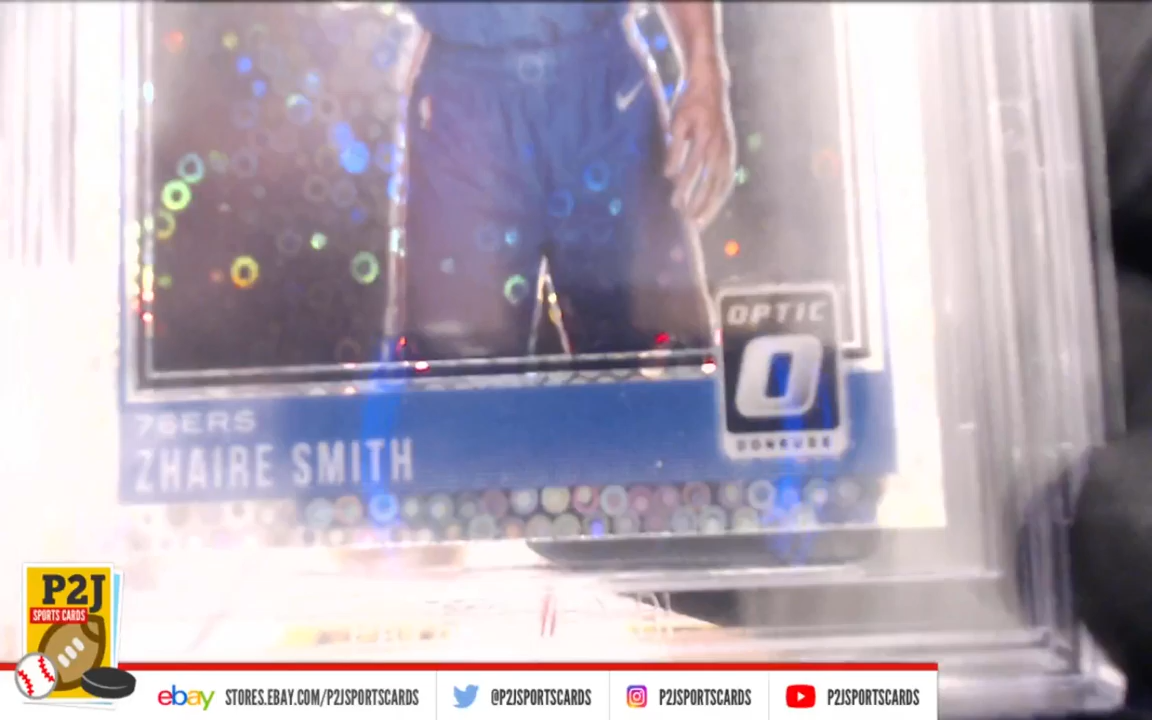 OPTIC
DONRUSS
76ERS
ZHAIRE SMITH
P2J
SPORTS CARDS
ebay STORES.EBAY.COM/P2JSPORTSCARDS
@P2JSPORTSCARDS
P2JSPORTSCARDS
P2JSPORTSCARDS